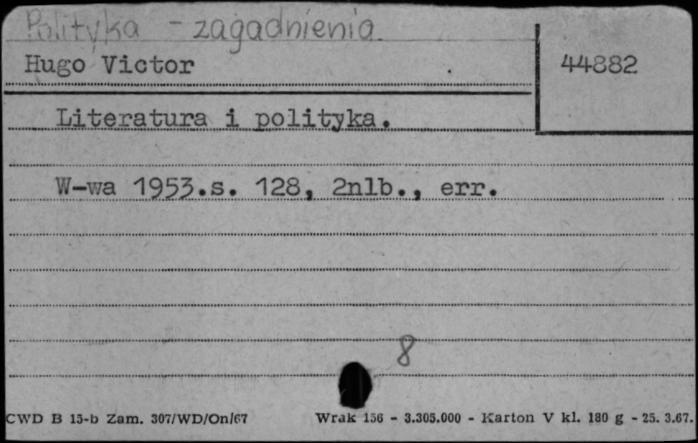 Polityka - zagadnienia
Hugo Victor
44882
Literatura i polityka.
W-wa 1953.s. 128, 2nlb., err.
8
CWD B 15-b Zam. 307/WD/On/67 Wrak 156 - 3.305.000 - Karton V kl. 180 g - 25. 3.67.